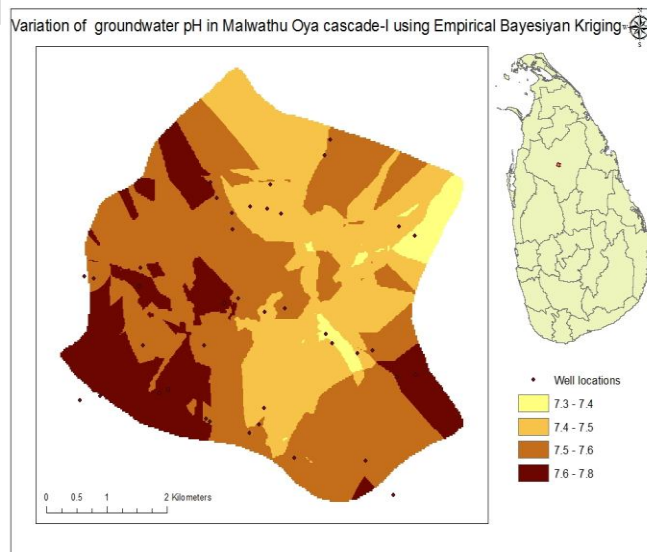 Variation of groundwater pH in Malwathu Oya cascade-I using Empirical Bayesiyan Kriging
N
S
Well locations
7.3 - 7.4
7.4 - 7.5
7.5 - 7.6
7.6 - 7.8
0 0.5 1 2 Kilometers